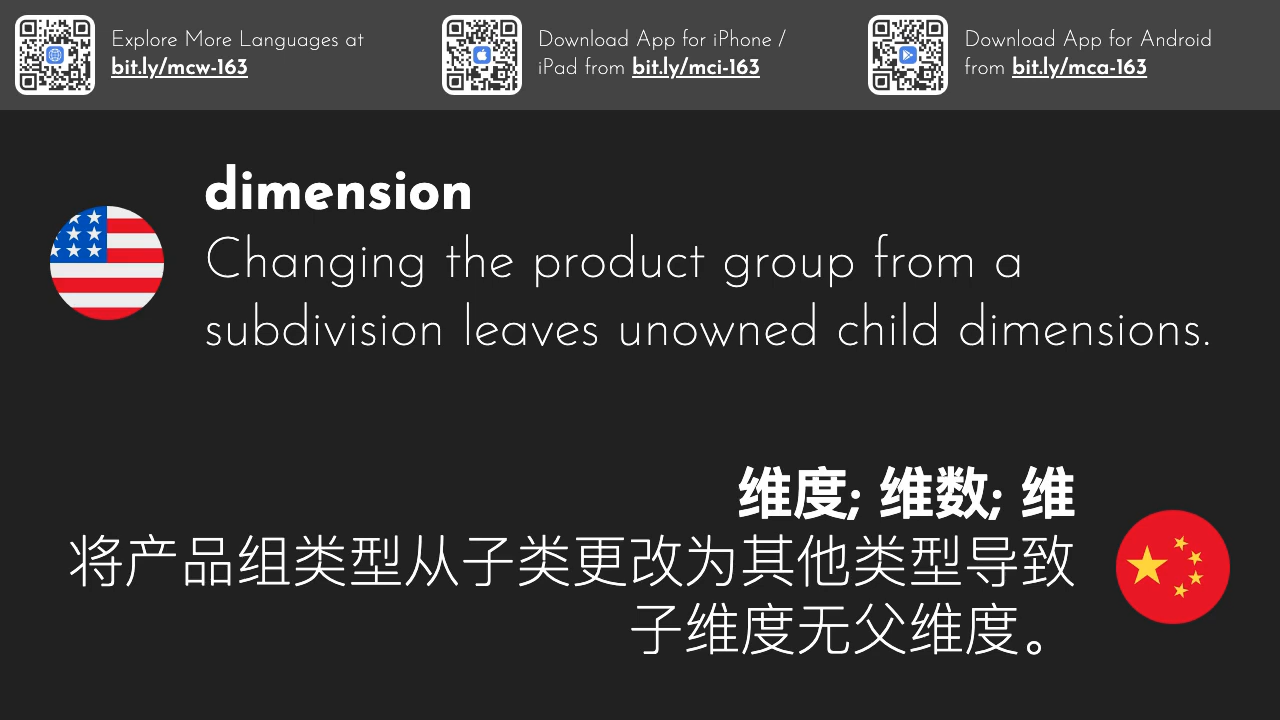 Explore More Languages at
bit.ly/mcw-163
Download App for iPhone /
iPad from bit.ly/mci-163
Download App for Android
from bit.ly/mca-163
dimension
Changing the product group from a
subdivision leaves unowned child dimensions.
维度; 维数; 维
将产品组类型从子类更改为其他类型导致
子维度无父维度。